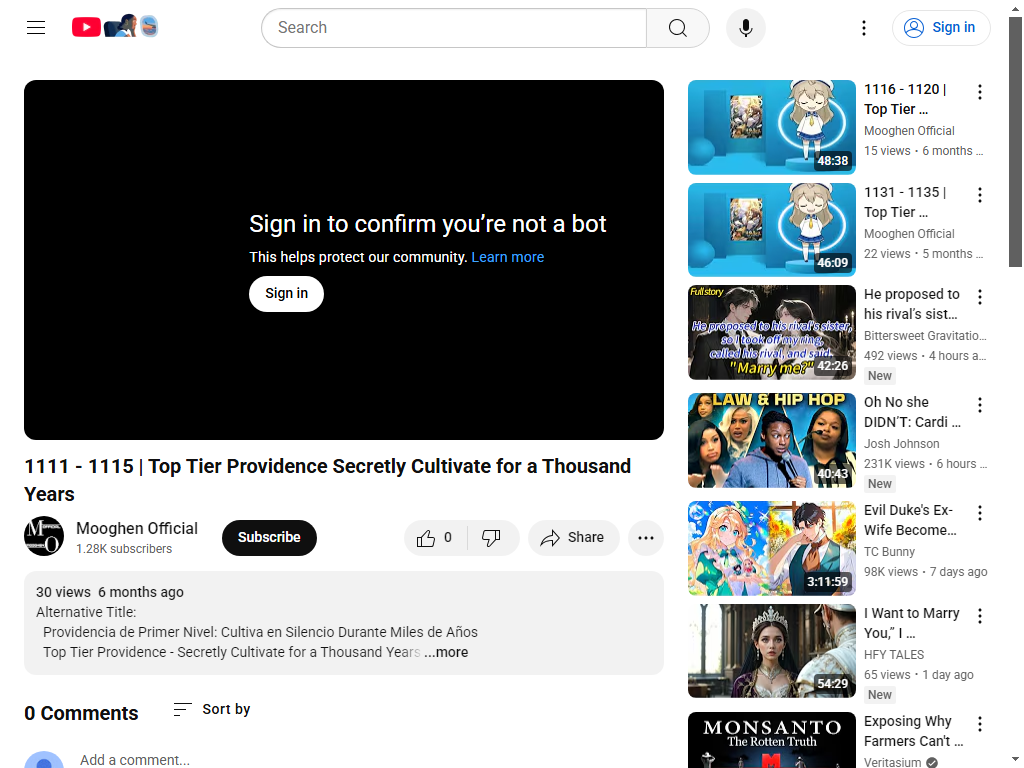 Search
Sign in
Sign in to confirm you're not a bot
This helps protect our community. Learn more
Sign in
1111 - 1115 | Top Tier Providence Secretly Cultivate for a Thousand
Years
Mooghen Official
1.28K subscribers
Subscribe
0
Share
30 views 6 months ago
Alternative Title:
Providencia de Primer Nivel: Cultiva en Silencio Durante Miles de Años
Top Tier Providence - Secretly Cultivate for a Thousand Years ...more
0 Comments
Sort by
Add a comment...
48:38
1116 - 1120 |
Top Tier ...
Mooghen Official
15 views • 6 months ...
46:09
1131 - 1135 |
Top Tier ...
Mooghen Official
22 views • 5 months ...
Full story
He proposed to his rival's sister,
so I took off my ring,
called his rival, and said,
"Marry me?"
42:26
He proposed to
his rival's sist...
Bittersweet Gravitatio...
492 views • 4 hours a...
New
LAW & HIP HOP
40:43
Oh No she
DIDN'T: Cardi ...
Josh Johnson
231K views • 6 hours ...
New
3:11:59
Evil Duke's Ex-
Wife Become...
TC Bunny
98K views • 7 days ago
54:29
I Want to Marry
You,” I ...
HFY TALES
65 views • 1 day ago
New
MONSANTO
The Rotten Truth
Exposing Why
Farmers Can't ...
Veritasium